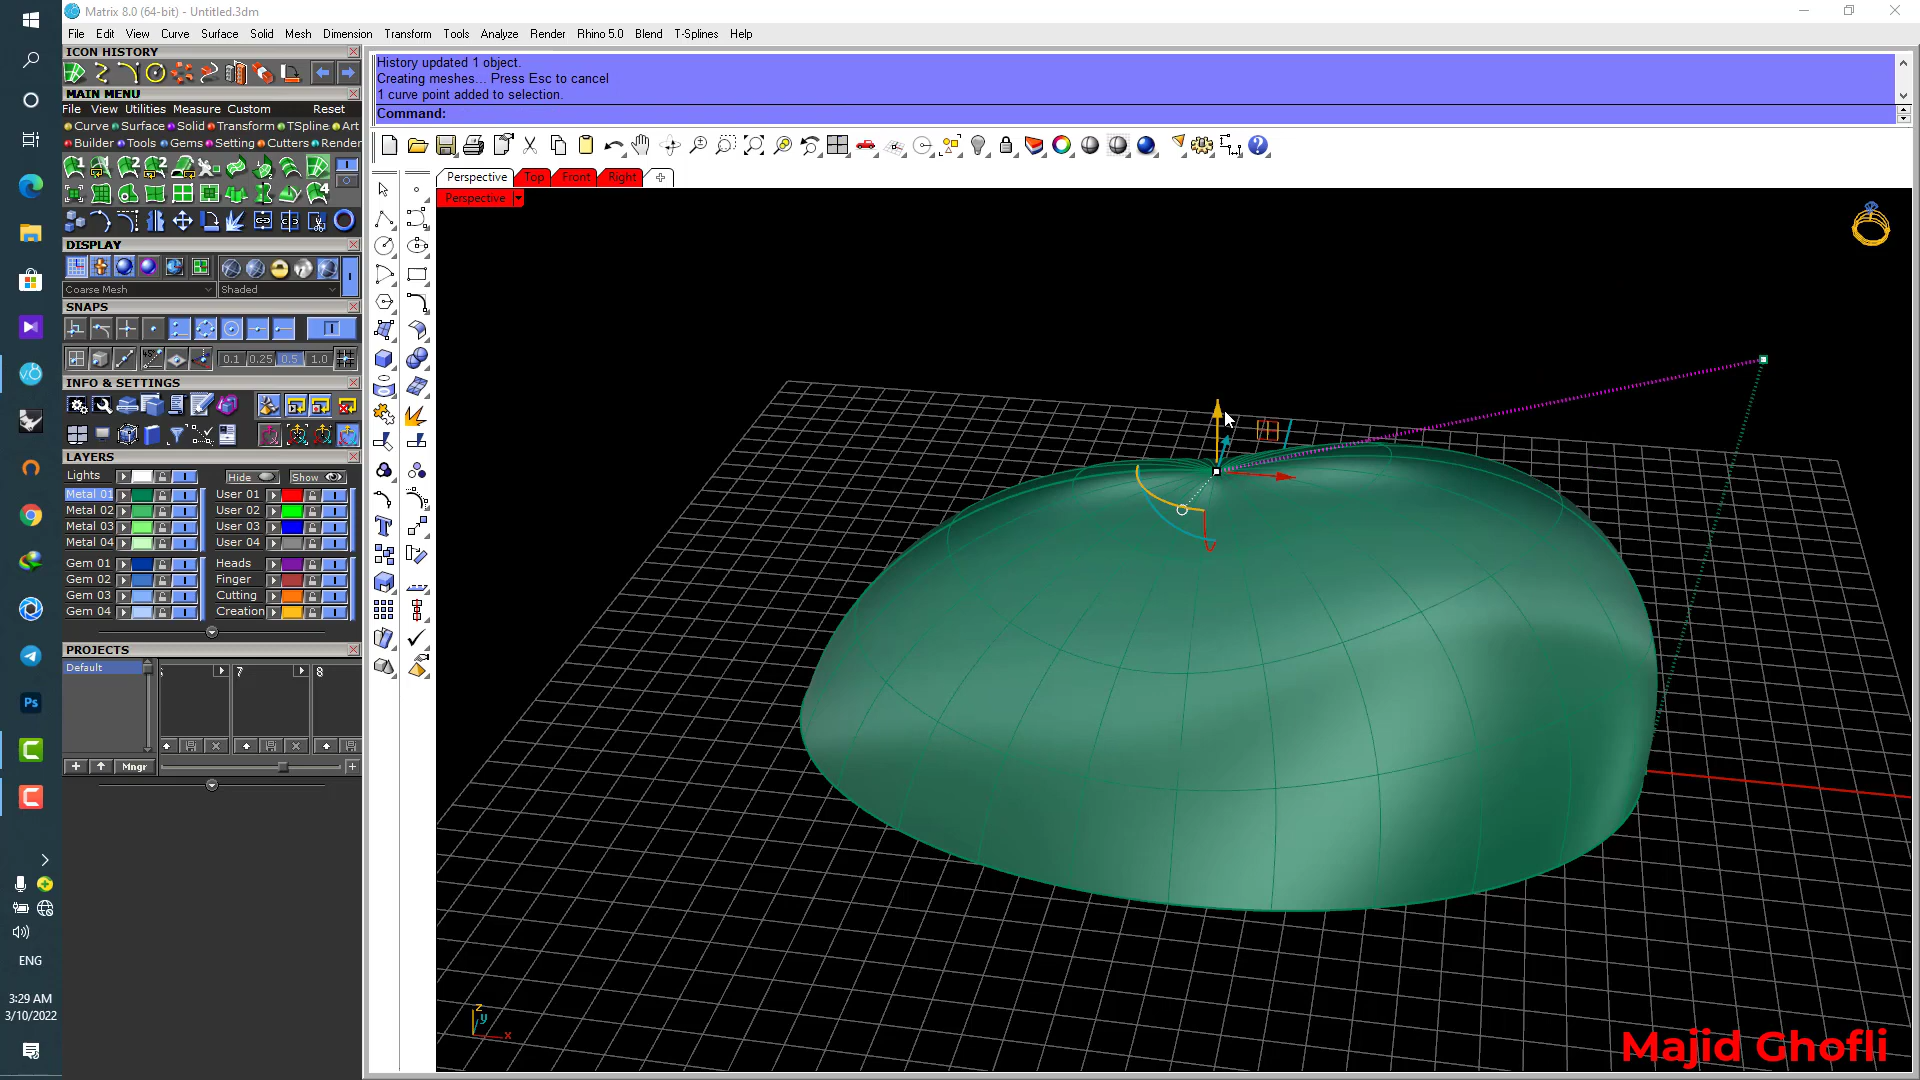 Matrix 8.0 (64-bit) - Untitled.3dm
File Edit View Curve Surface Solid Mesh Dimension Transform Tools Analyze Render Rhino 5.0 Blend T-Splines Help
ICON HISTORY
MAIN MENU
File View Utilities Measure Custom Reset
Curve Surface Solid Transform TSpline Art
Builder Tools Gems Setting Cutters Render
DISPLAY
Coarse Mesh Shaded
SNAPS
0.1 0.25 0.5 1.0
INFO & SETTINGS
LAYERS
Lights Hide Show
Metal 01 User 01
Metal 02 User 02
Metal 03 User 03
Metal 04 User 04
Gem 01 Heads
Gem 02 Finger
Gem 03 Cutting
Gem 04 Creation
PROJECTS
Default 7 8
Mngr
History updated 1 object.
Creating meshes... Press Esc to cancel
1 curve point added to selection.
Command:
Perspective Top Front Right
Perspective
z
y
x
Ps
ENG
3:29 AM
3/10/2022
Majid Ghofli